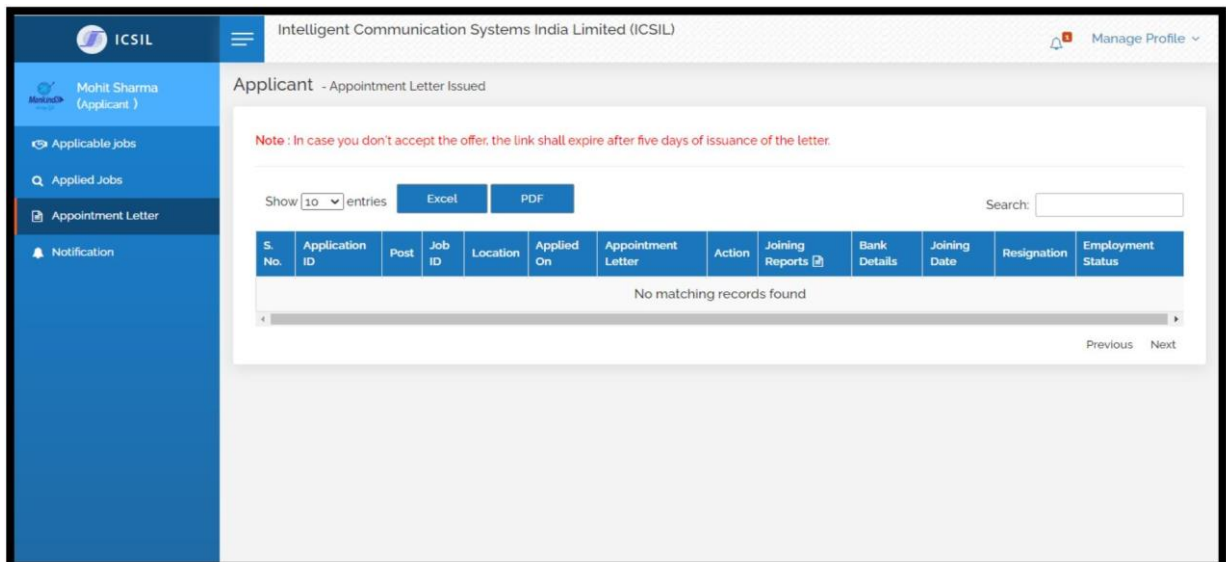 ICSIL
Intelligent Communication Systems India Limited (ICSIL)
Manage Profile
Mohit Sharma
(Applicant )
Applicant - Appointment Letter Issued
Applicable jobs
Applied Jobs
Appointment Letter
Notification
Note : In case you don't accept the offer, the link shall expire after five days of issuance of the letter.
Show 10 entries Excel PDF Search:
S. No. Application ID Post Job ID Location Applied On Appointment Letter Action Joining Reports Bank Details Joining Date Resignation Employment Status
No matching records found
Previous Next